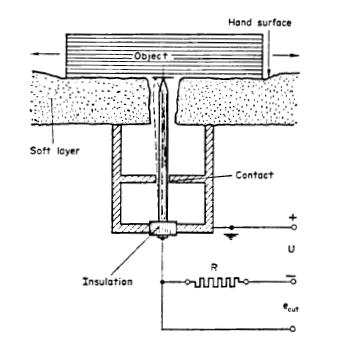 Hand surface
Object
Soft layer
Contact
+
U
R
−
Insulation
e_cut